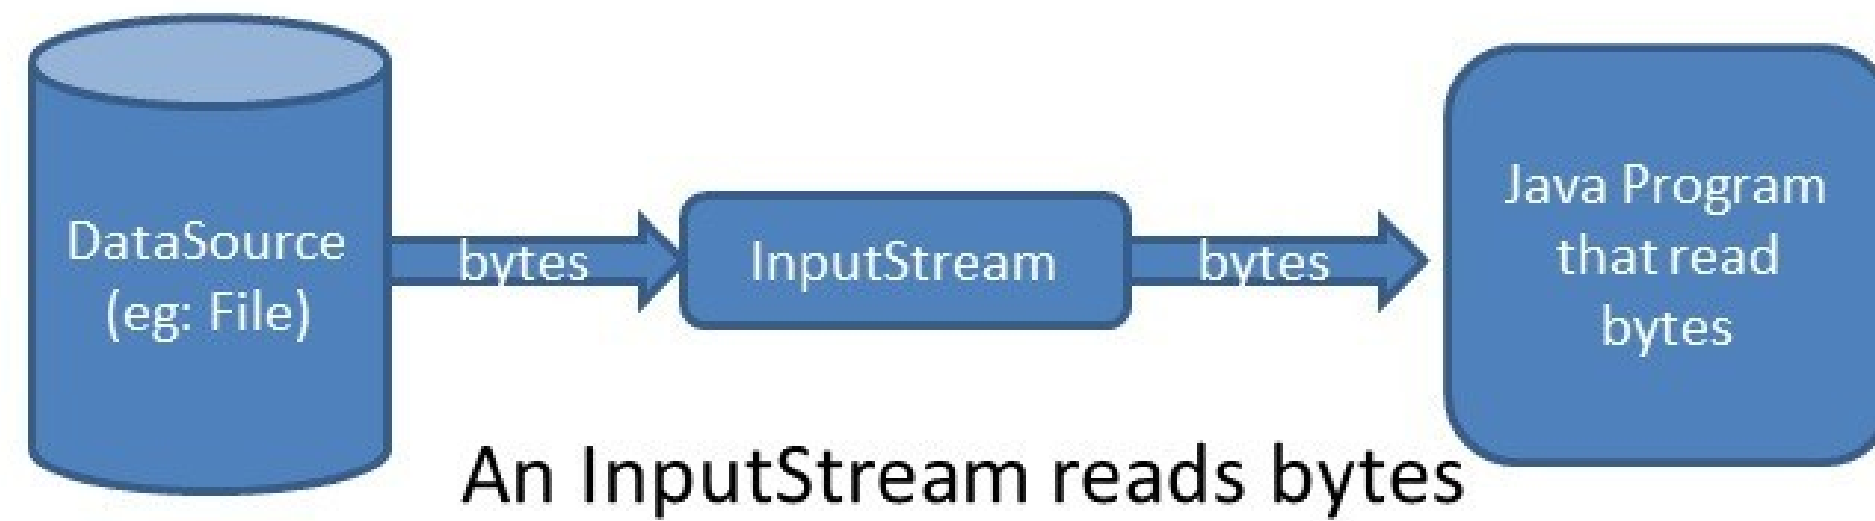 DataSource
(eg: File)
bytes
InputStream
bytes
Java Program
that read
bytes
An InputStream reads bytes